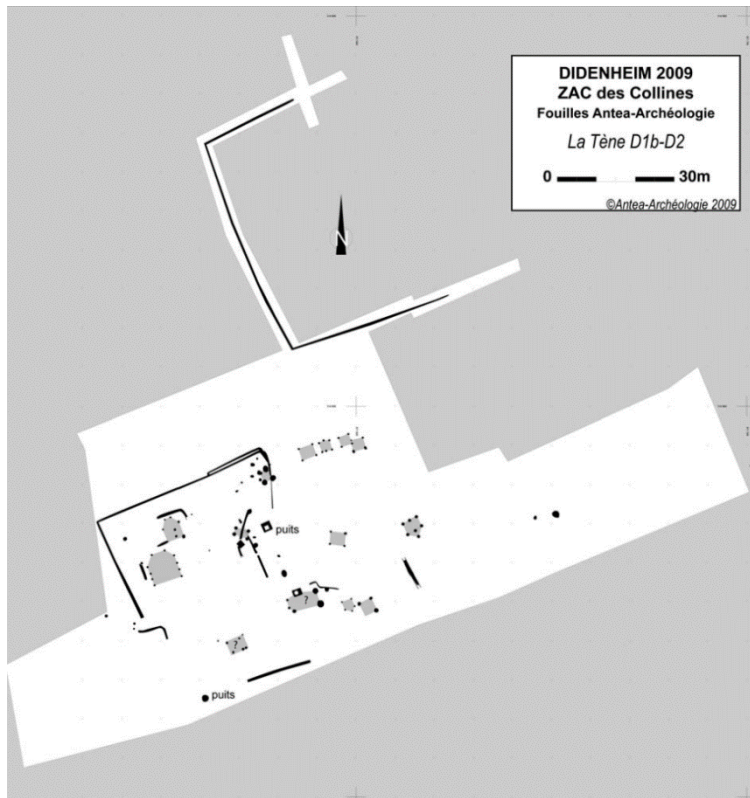 DIDENHEIM 2009
ZAC des Collines
Fouilles Antea-Archéologie
La Tène D1b-D2
0 30m
©Antea-Archéologie 2009
N
puits
?
?
puits